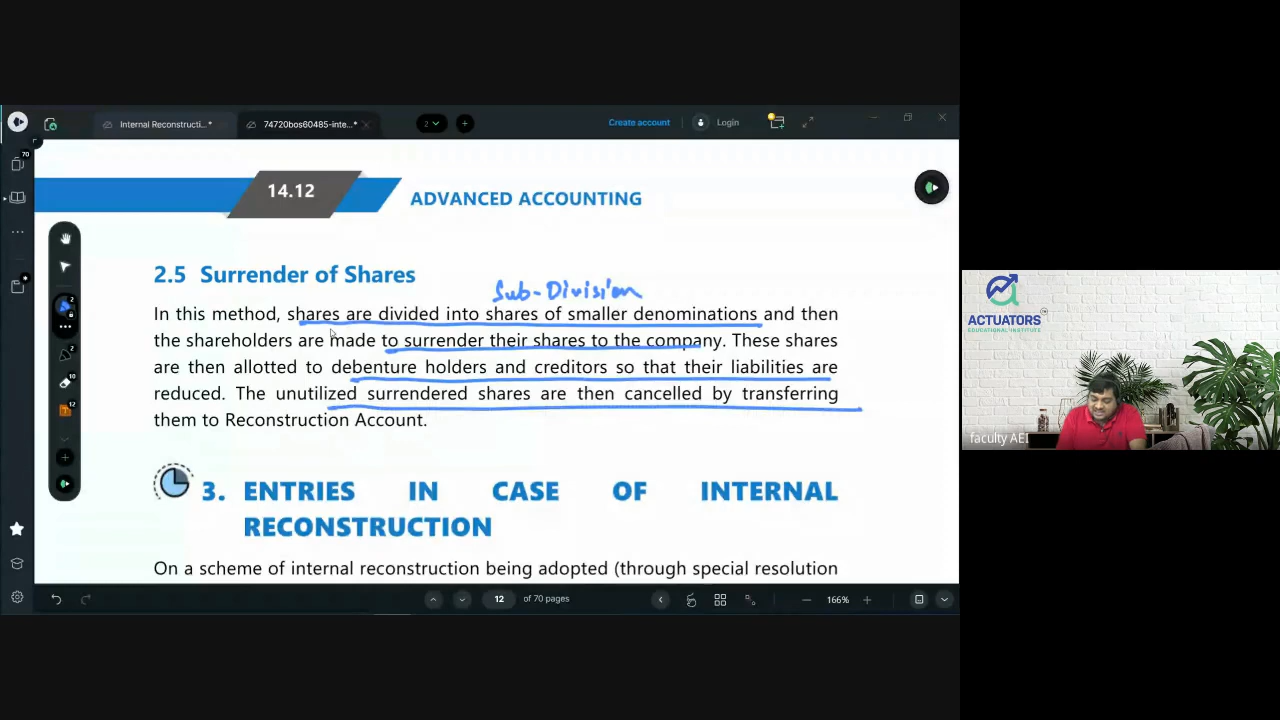 Internal Reconstructi...*
74720bos60485-inte...*
2
Create account
Login
70
14.12
ADVANCED ACCOUNTING
2.5 Surrender of Shares
Sub-Division
In this method, shares are divided into shares of smaller denominations and then
the shareholders are made to surrender their shares to the company. These shares
are then allotted to debenture holders and creditors so that their liabilities are
reduced. The unutilized surrendered shares are then cancelled by transferring
them to Reconstruction Account.
2
10
12
3. ENTRIES IN CASE OF INTERNAL
RECONSTRUCTION
On a scheme of internal reconstruction being adopted (through special resolution
12 of 70 pages
166%
ACTUATORS
EDUCATIONAL INSTITUTE
faculty AEI